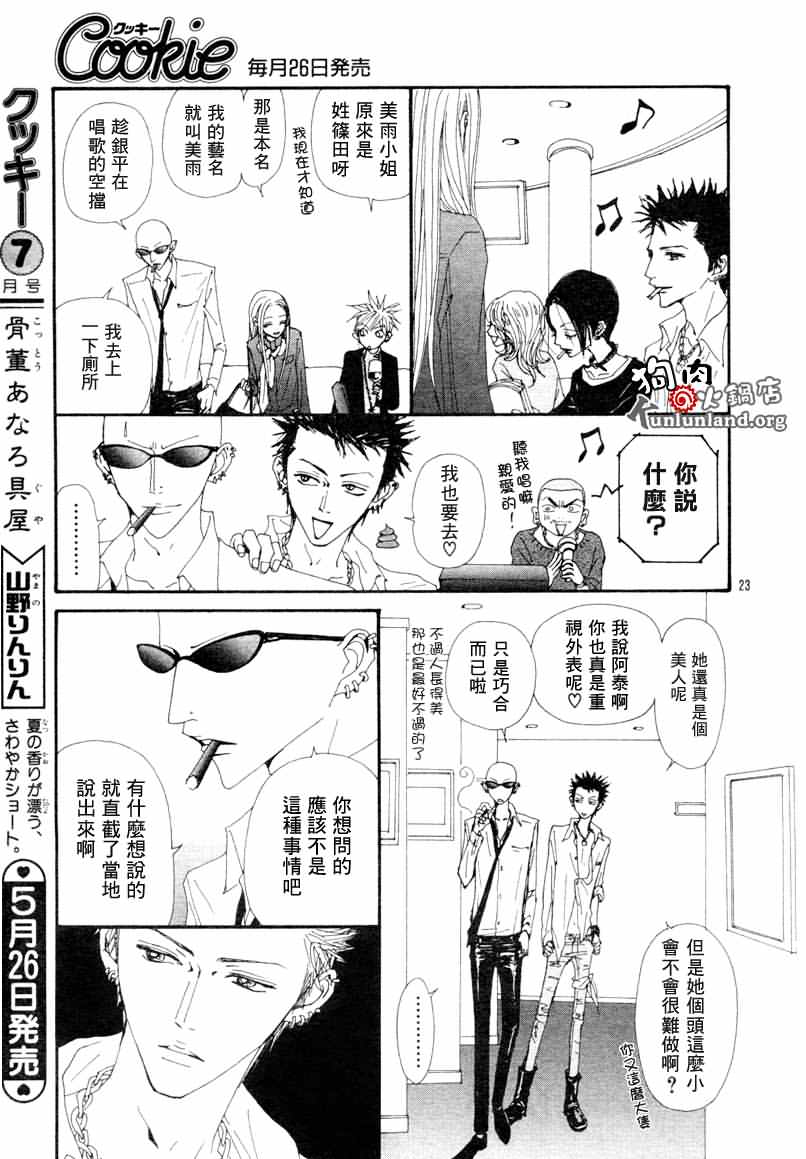 クッキー
Cookie
毎月26日発売
クッキー
7
月号
骨董あなろ具屋
こっとう
ぐや
山野りんりん
やまの
夏の香りが漂う、
さわやかショート。
5月26日発売
美雨小姐
原來是
姓篠田呀
我現在才知道
那是本名
我的藝名
就叫美雨
趁銀平在
唱歌的空擋
我去上
一下廁所
狗肉
火鍋店
Kunlunland.org
你說
什麼?
聽我唱嘛
親愛的!
我也要去♡
………
23
她還真是個
美人呢
我說阿泰啊
你也真是重
視外表呢♡
只是巧合
而已啦
不過人長得美
那也是最好不過的了
但是她個頭這麼小
會不會很難做啊?
你又這麼大隻
………
你想問的
應該不是
這種事情吧
有什麼想說的
就直截了當地
說出來啊